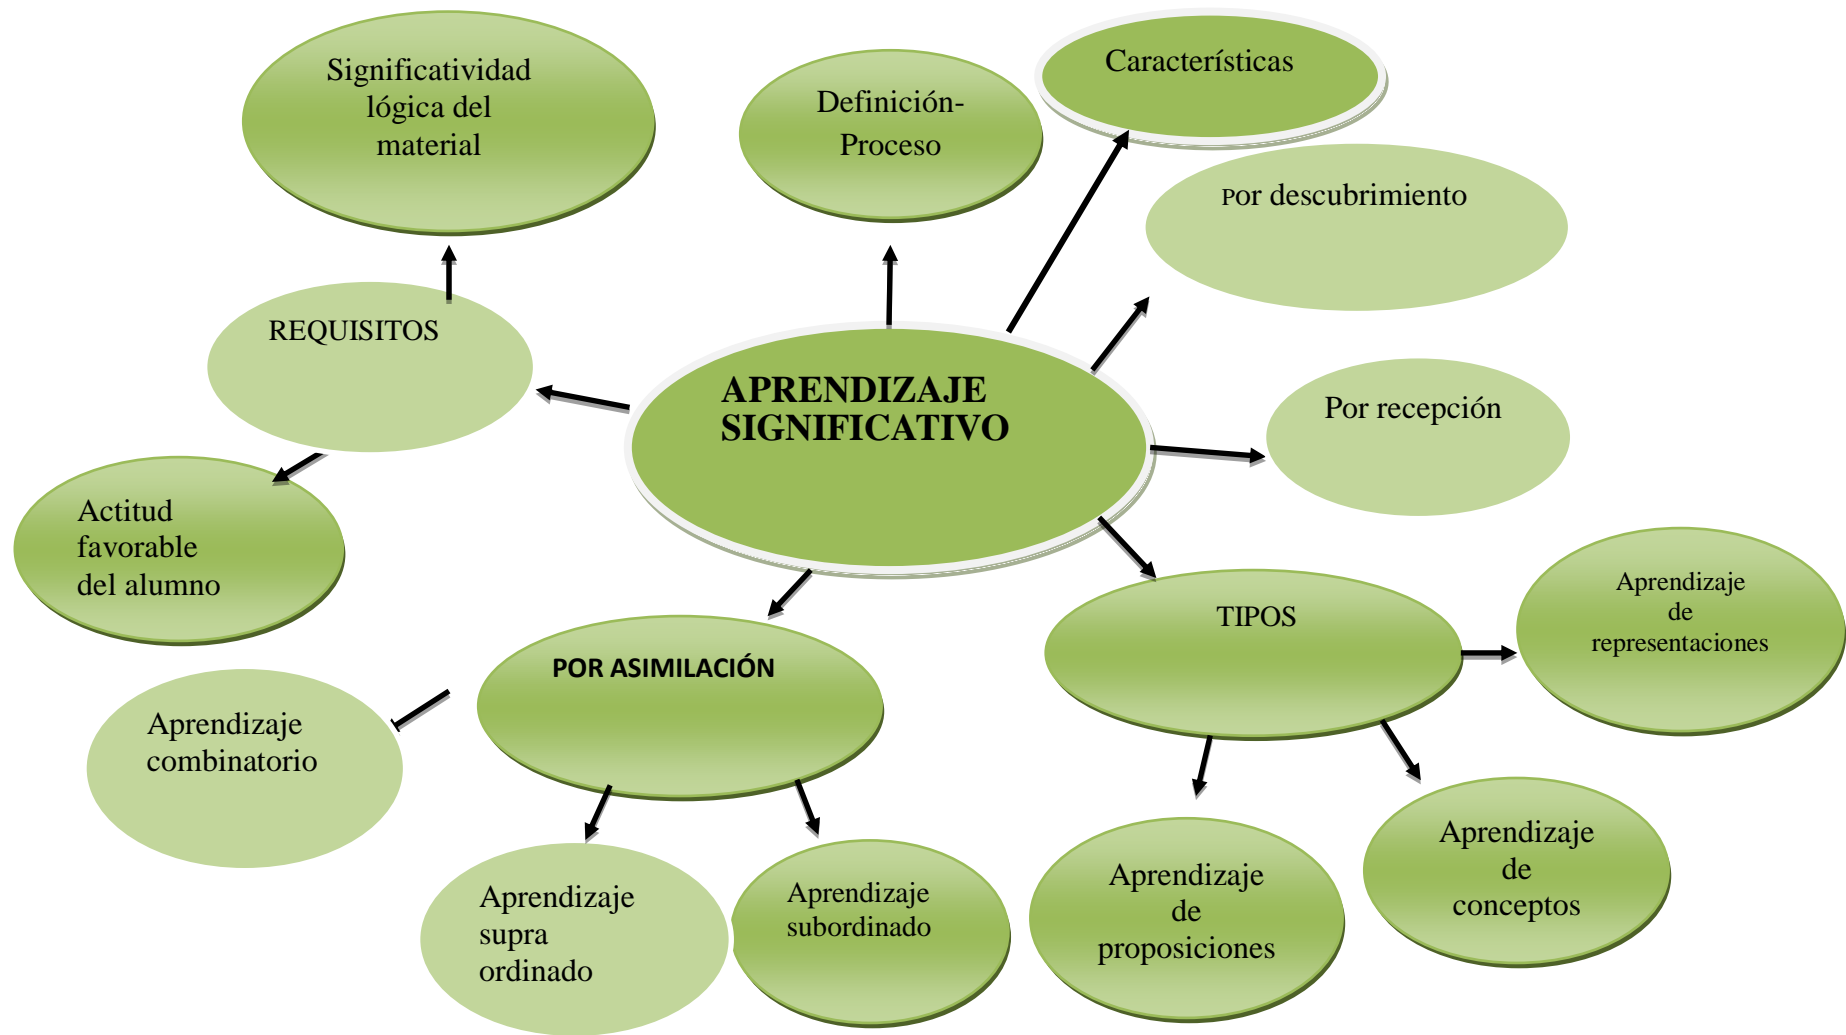 Significatividad
lógica del
material
Definición-
Proceso
Características
Por descubrimiento
REQUISITOS
APRENDIZAJE
SIGNIFICATIVO
Por recepción
Actitud
favorable
del alumno
POR ASIMILACIÓN
TIPOS
Aprendizaje
de
representaciones
Aprendizaje
combinatorio
Aprendizaje
supra
ordinado
Aprendizaje
subordinado
Aprendizaje
de
proposiciones
Aprendizaje
de
conceptos